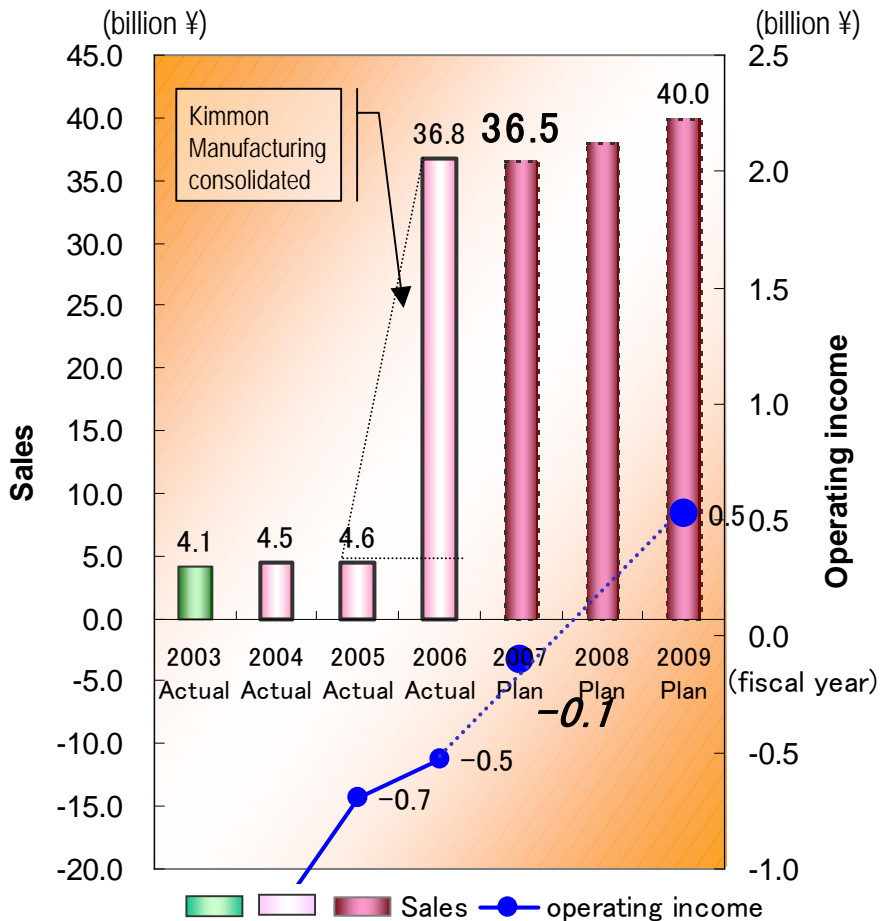 (billion ¥)
(billion ¥)
45.0
40.0
35.0
30.0
25.0
20.0
15.0
10.0
5.0
0.0
-5.0
-10.0
-15.0
-20.0
Sales
Kimmon
Manufacturing
consolidated
4.1
4.5
4.6
36.8
36.5
40.0
2003
Actual
2004
Actual
2005
Actual
2006
Actual
2007
Plan
2008
Plan
2009
Plan
(fiscal year)
-0.7
-0.5
-0.1
0.5
2.5
2.0
1.5
1.0
0.5
0.0
-0.5
-1.0
Operating income
Sales
operating income